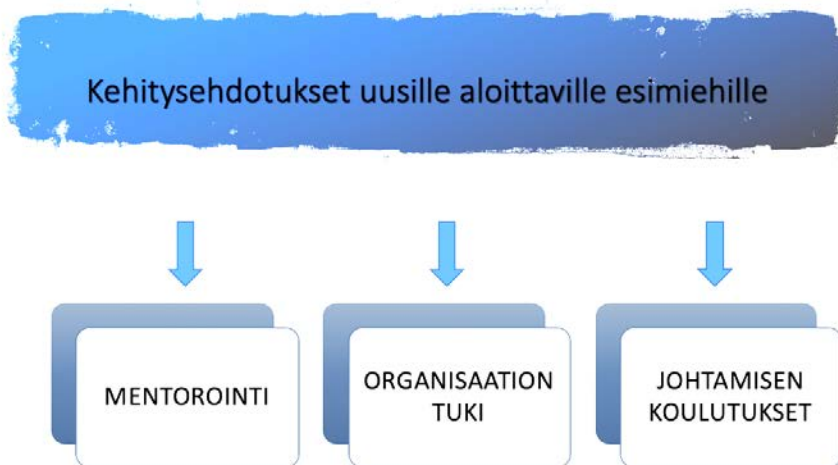 Kehitysehdotukset uusille aloittaville esimiehille
MENTOROINTI
ORGANISAATION
TUKI
JOHTAMISEN
KOULUTUKSET